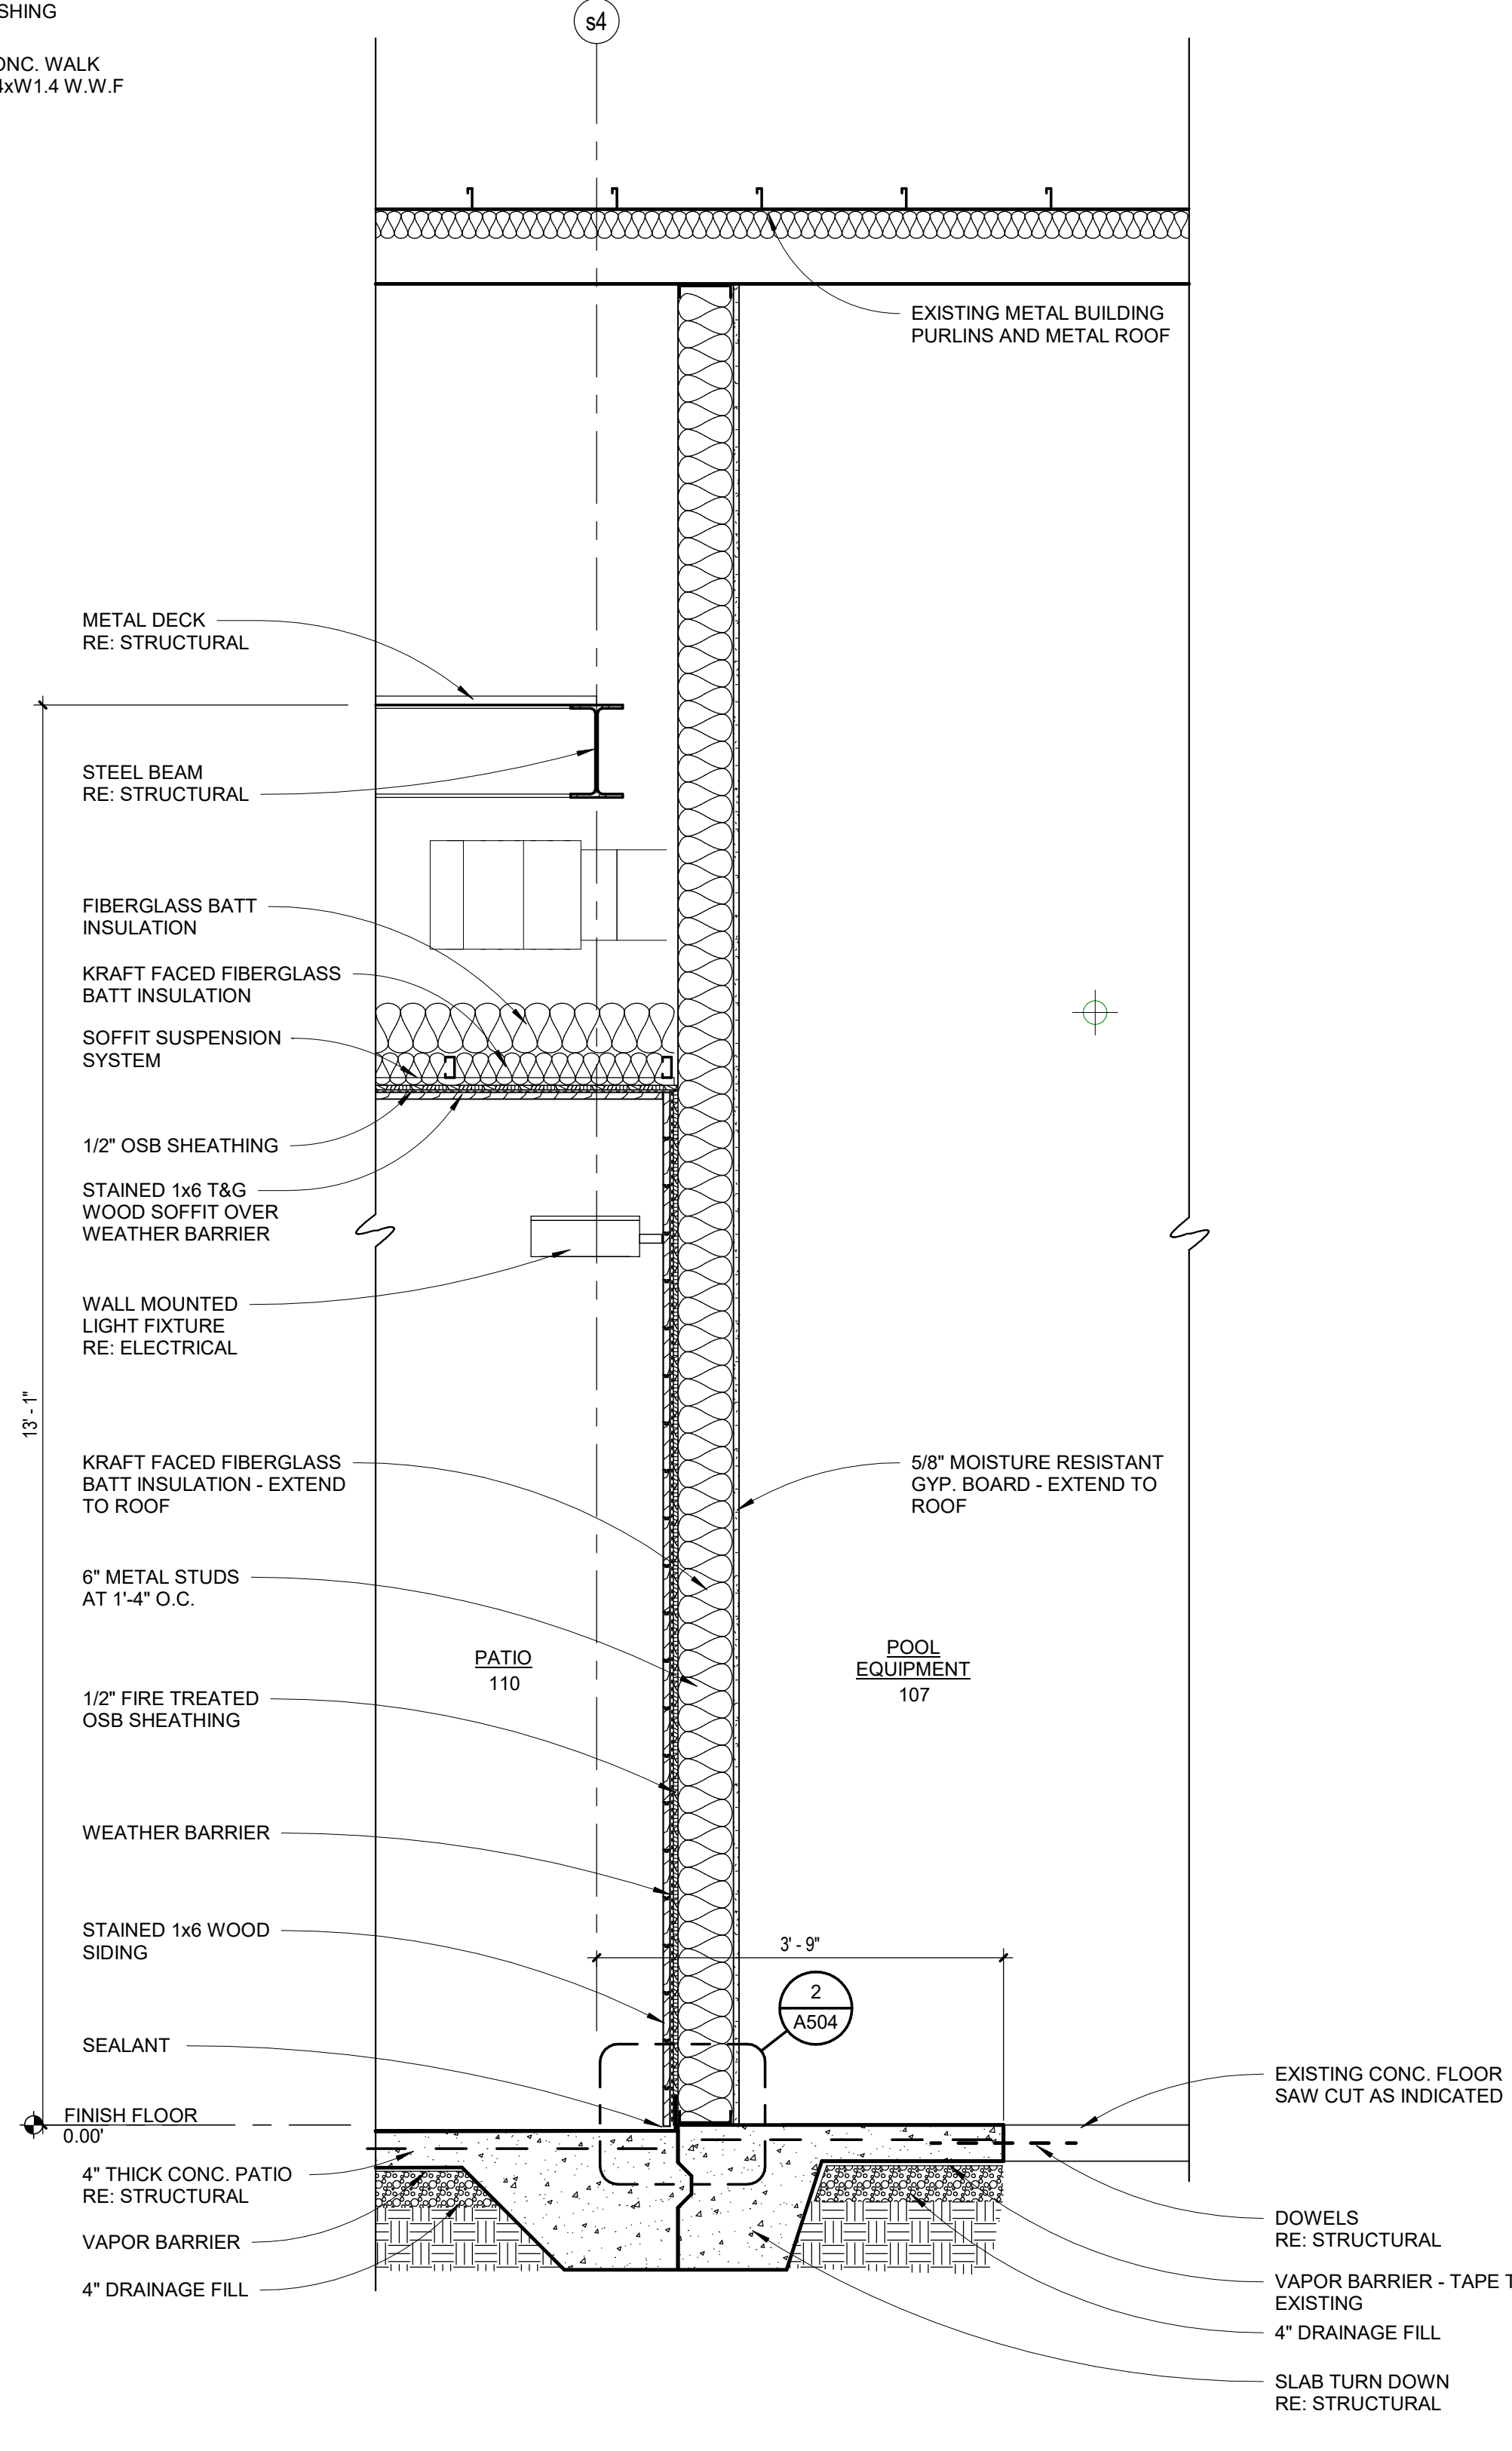 SHING
ONC. WALK
4xW1.4 W.W.F
s4
EXISTING METAL BUILDING
PURLINS AND METAL ROOF
METAL DECK
RE: STRUCTURAL
STEEL BEAM
RE: STRUCTURAL
FIBERGLASS BATT
INSULATION
KRAFT FACED FIBERGLASS
BATT INSULATION
SOFFIT SUSPENSION
SYSTEM
1/2" OSB SHEATHING
STAINED 1x6 T&G
WOOD SOFFIT OVER
WEATHER BARRIER
WALL MOUNTED
LIGHT FIXTURE
RE: ELECTRICAL
13' - 1"
KRAFT FACED FIBERGLASS
BATT INSULATION - EXTEND
TO ROOF
5/8" MOISTURE RESISTANT
GYP. BOARD - EXTEND TO
ROOF
6" METAL STUDS
AT 1'-4" O.C.
PATIO
110
POOL
EQUIPMENT
107
1/2" FIRE TREATED
OSB SHEATHING
WEATHER BARRIER
STAINED 1x6 WOOD
SIDING
3' - 9"
2
A504
SEALANT
EXISTING CONC. FLOOR
SAW CUT AS INDICATED
FINISH FLOOR
0.00'
4" THICK CONC. PATIO
RE: STRUCTURAL
VAPOR BARRIER
4" DRAINAGE FILL
DOWELS
RE: STRUCTURAL
VAPOR BARRIER - TAPE T
EXISTING
4" DRAINAGE FILL
SLAB TURN DOWN
RE: STRUCTURAL